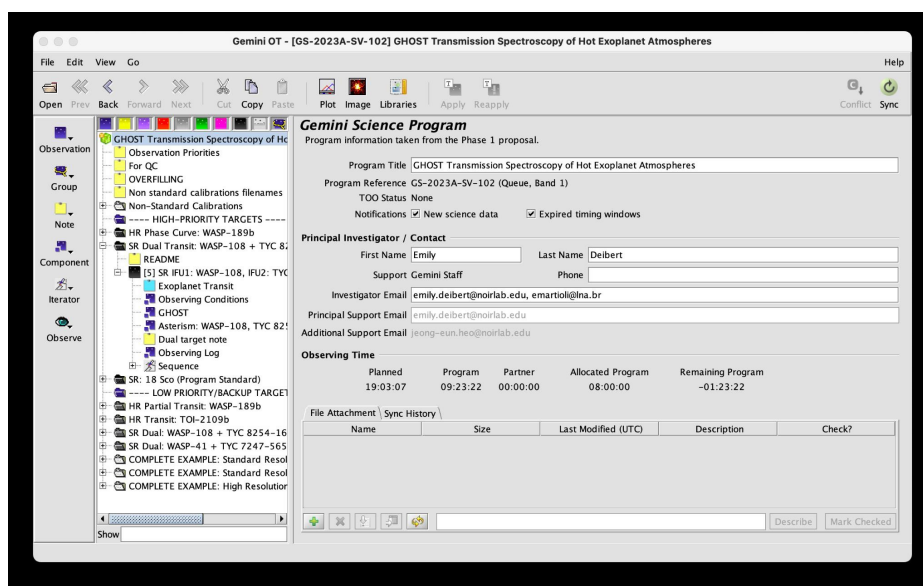 Gemini OT - [GS-2023A-SV-102] GHOST Transmission Spectroscopy of Hot Exoplanet Atmospheres
File Edit View Go Help
Open Prev Back Forward Next Cut Copy Paste Plot Image Libraries Apply Reapply Conflict Sync
Observation
Group
Note
Component
Iterator
Observe
GHOST Transmission Spectroscopy of Hc
Observation Priorities
For QC
OVERFILLING
Non standard calibrations filenames
Non-Standard Calibrations
---- HIGH-PRIORITY TARGETS ----
HR Phase Curve: WASP-189b
SR Dual Transit: WASP-108 + TYC 82
README
[5] SR IFU1: WASP-108, IFU2: TYC
Exoplanet Transit
Observing Conditions
GHOST
Asterism: WASP-108, TYC 82
Dual target note
Observing Log
Sequence
SR: 18 Sco (Program Standard)
---- LOW PRIORITY/BACKUP TARGET
HR Partial Transit: WASP-189b
HR Transit: TOI-2109b
SR Dual: WASP-108 + TYC 8254-16
SR Dual: WASP-41 + TYC 7247-565
COMPLETE EXAMPLE: Standard Resol
COMPLETE EXAMPLE: Standard Resol
COMPLETE EXAMPLE: High Resolution
Show
Gemini Science Program
Program information taken from the Phase 1 proposal.
Program Title GHOST Transmission Spectroscopy of Hot Exoplanet Atmospheres
Program Reference GS-2023A-SV-102 (Queue, Band 1)
TOO Status None
Notifications New science data Expired timing windows
Principal Investigator / Contact
First Name Emily Last Name Deibert
Support Gemini Staff Phone
Investigator Email emily.deibert@noirlab.edu, emartioli@lna.br
Principal Support Email emily.deibert@noirlab.edu
Additional Support Email jeong-eun.heo@noirlab.edu
Observing Time
Planned Program Partner Allocated Program Remaining Program
19:03:07 09:23:22 00:00:00 08:00:00 -01:23:22
File Attachment Sync History
Name Size Last Modified (UTC) Description Check?
Describe Mark Checked